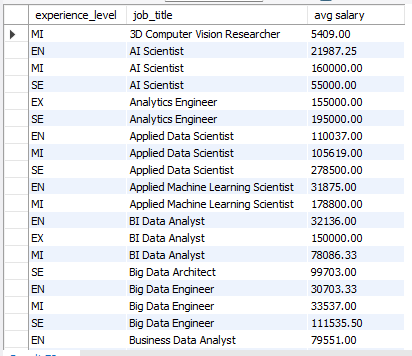 experience_level job_title avg salary
MI 3D Computer Vision Researcher 5409.00
EN AI Scientist 21987.25
MI AI Scientist 160000.00
SE AI Scientist 55000.00
EX Analytics Engineer 155000.00
SE Analytics Engineer 195000.00
EN Applied Data Scientist 110037.00
MI Applied Data Scientist 105619.00
SE Applied Data Scientist 278500.00
EN Applied Machine Learning Scientist 31875.00
MI Applied Machine Learning Scientist 178800.00
EN BI Data Analyst 32136.00
EX BI Data Analyst 150000.00
MI BI Data Analyst 78086.33
SE Big Data Architect 99703.00
EN Big Data Engineer 30703.33
MI Big Data Engineer 33537.00
SE Big Data Engineer 111535.50
EN Business Data Analyst 79551.00